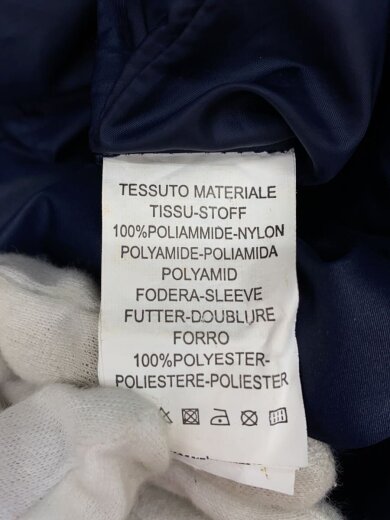 TESSUTO MATERIALE
TISSU-STOFF
100%POLIAMMIDE-NYLON
POLYAMIDE-POLIAMIDA
POLYAMID
FODERA-SLEEVE
FUTTER-DOUBLURE
FORRO
100%POLYESTER-
POLIESTERE-POLIESTER